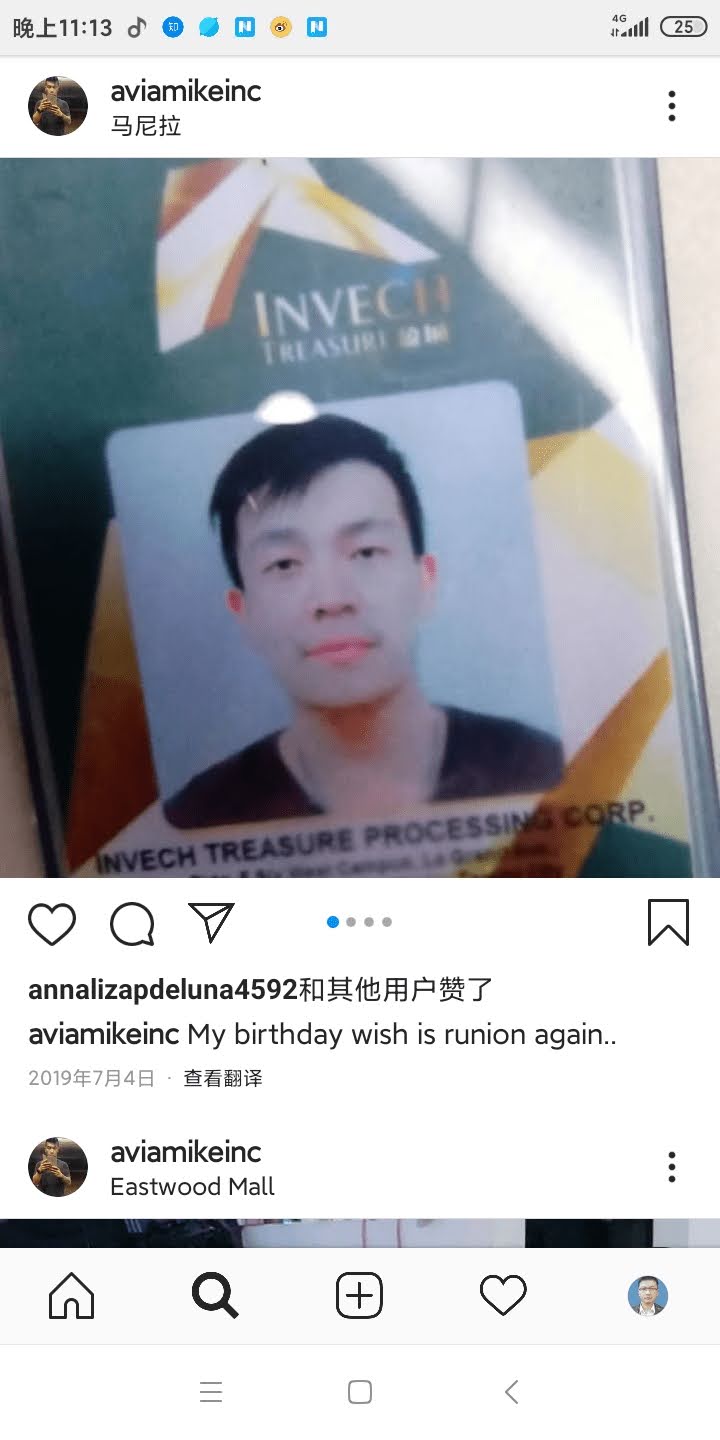 晚上11:13
4G
25
aviamikeinc
马尼拉
INVECH
TREASURE
INVECH TREASURE PROCESSING CORP.
annalizapdeluna4592和其他用户赞了
aviamikeinc My birthday wish is runion again..
2019年7月4日 · 查看翻译
aviamikeinc
Eastwood Mall